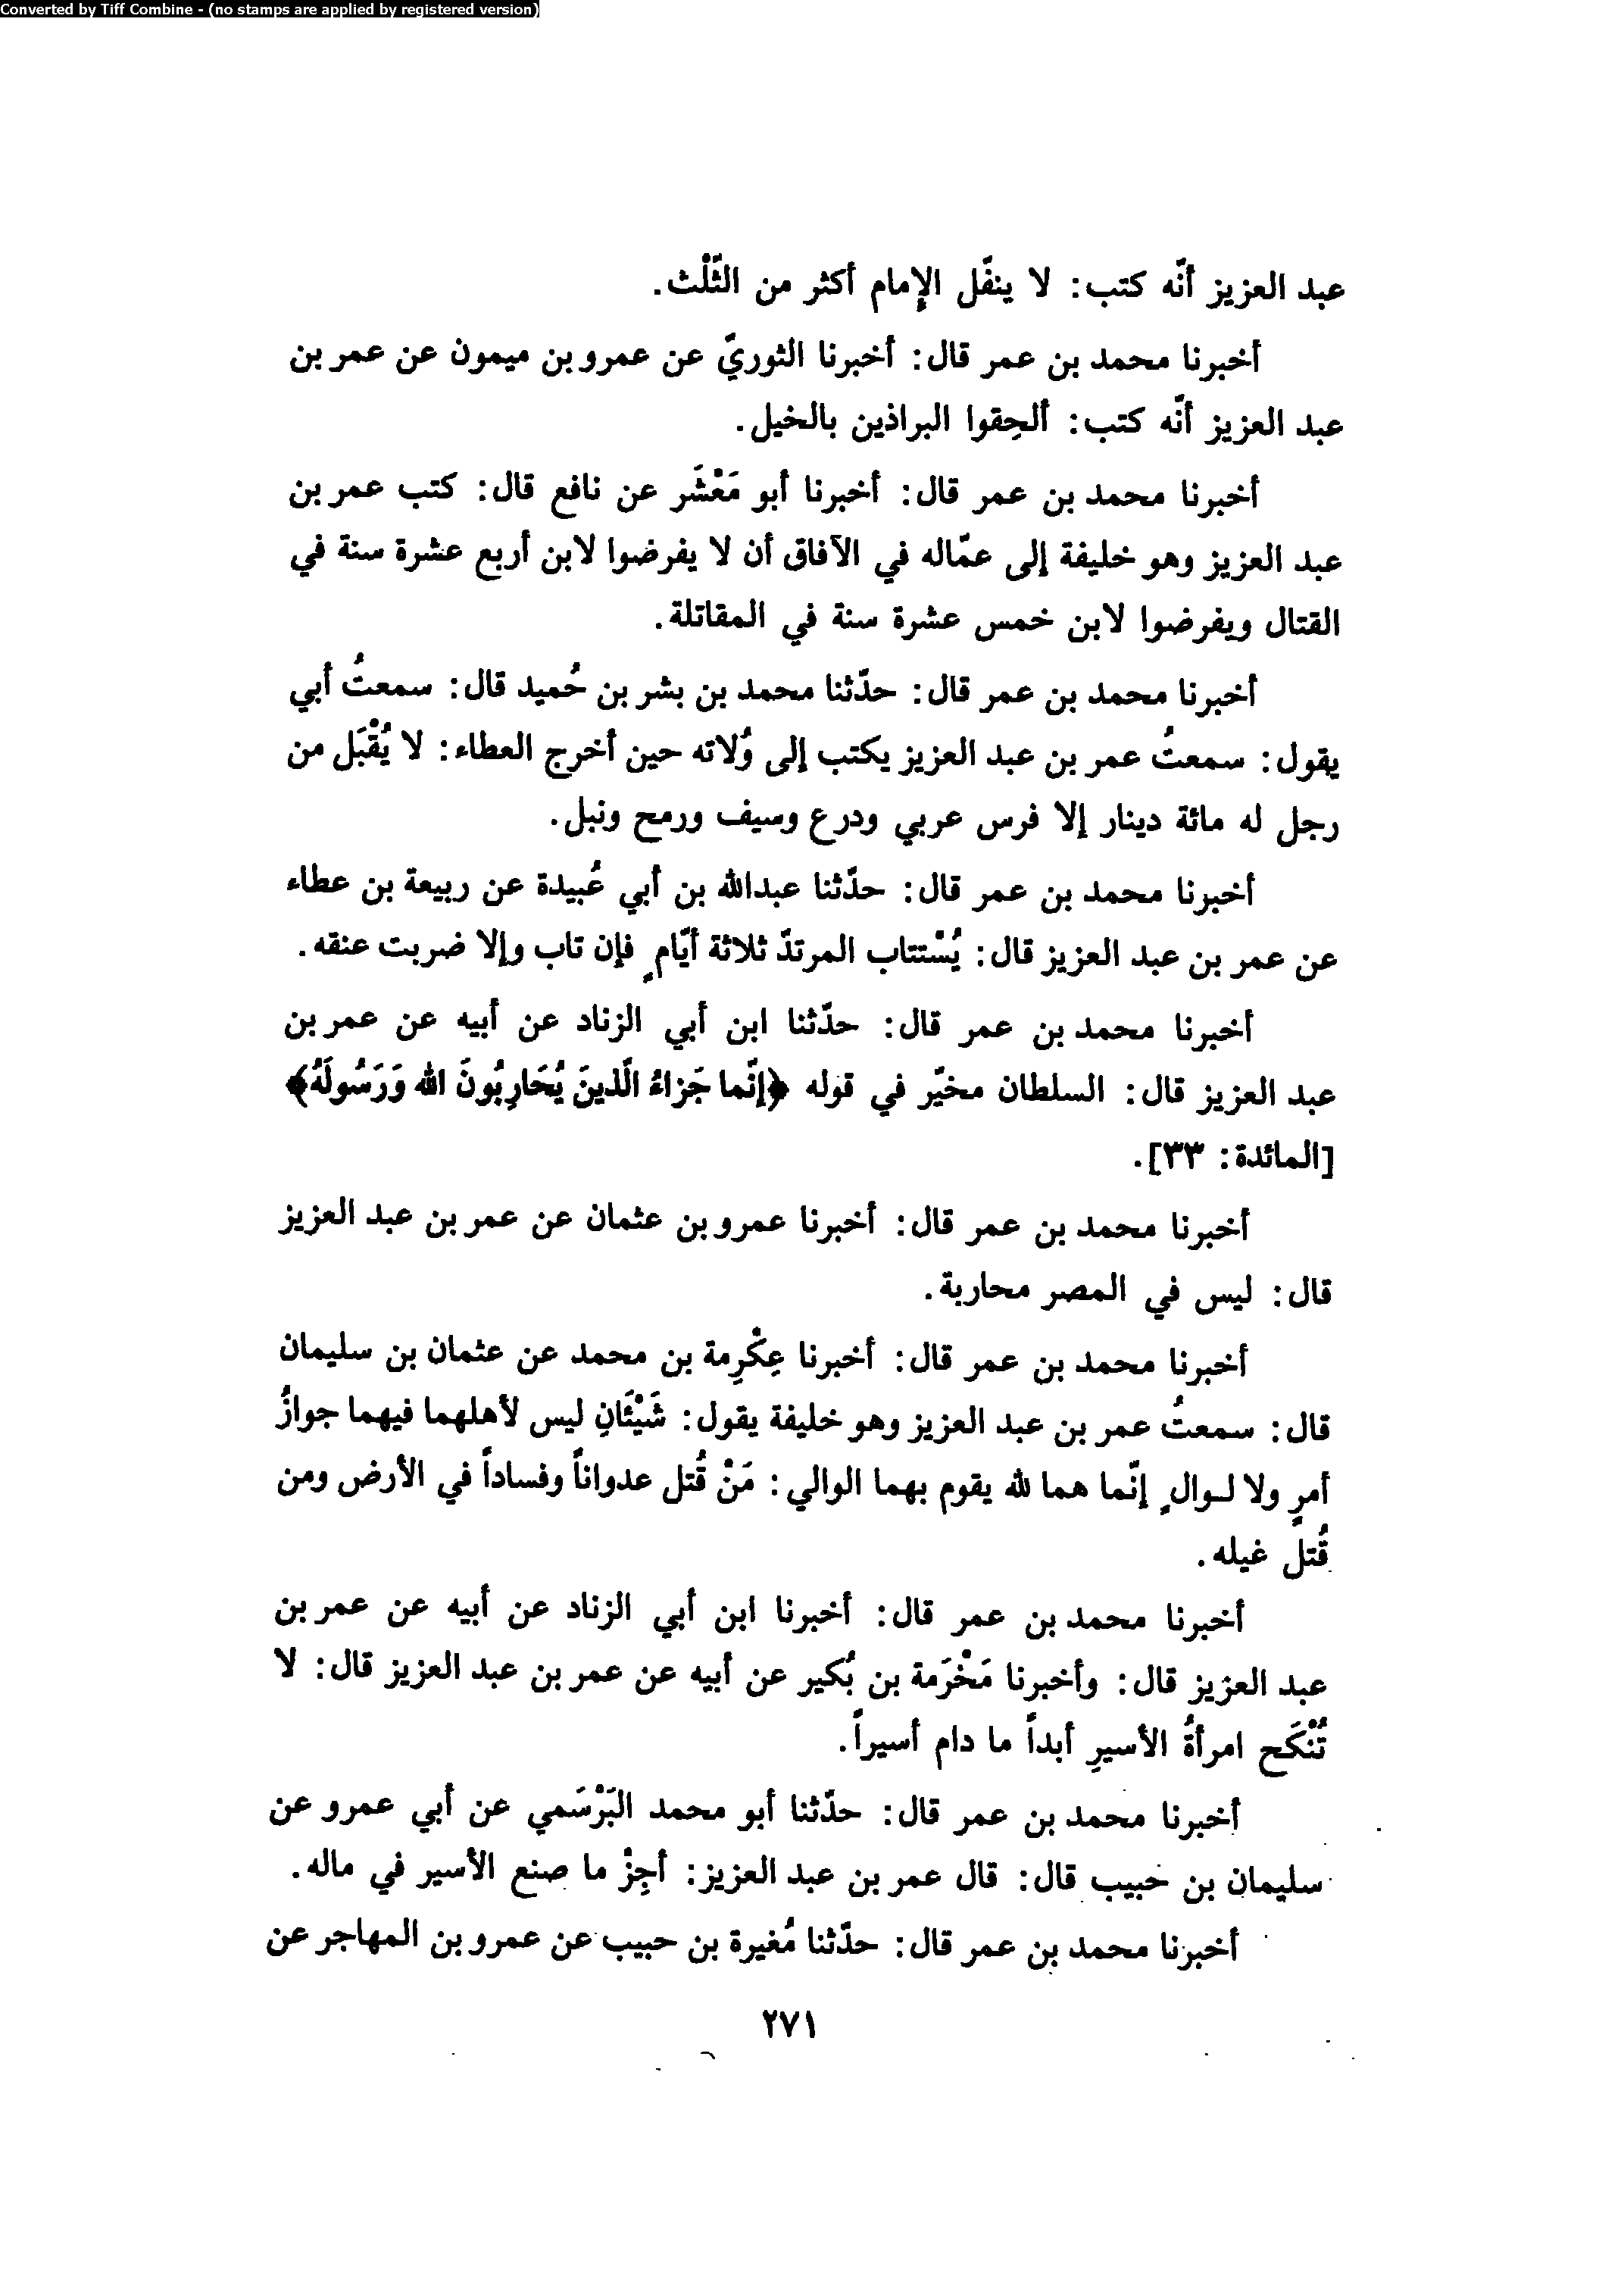 Converted by Tiff Combine - (no stamps are applied by registered version)
عبد العزيز أنّه كتب: لا ينفّل الإمام أكثر من الثّلْث.
أخبرنا محمد بن عمر قال: أخبرنا الثوريّ عن عمرو بن ميمون عن عمر بن
عبد العزيز أنّه كتب: ألحِقوا البراذين بالخيل.
أخبرنا محمد بن عمر قال: أخبرنا أبو مَعْشَر عن نافع قال: كتب عمر بن
عبد العزيز وهو خليفة إلى عمّاله في الآفاق أن لا يفرضوا لابن أربع عشرة سنة في
القتال ويفرضوا لابن خمس عشرة سنة في المقاتلة.
أخبرنا محمد بن عمر قال: حدّثنا محمد بن بشر بن حُميد قال: سمعتُ أبي
يقول: سمعتُ عمر بن عبد العزيز يكتب إلى وُلاته حين أخرج العطاء: لا يُقْبَل من
رجل له مائة دينار إلا فرس عربي ودرع وسيف ورمح ونبل.
أخبرنا محمد بن عمر قال: حدّثنا عبدالله بن أبي عُبيدة عن ربيعة بن عطاء
عن عمر بن عبد العزيز قال: يُسْتتاب المرتدّ ثلاثة أيّامٍ فإن تاب وإلا ضربت عنقه.
أخبرنا محمد بن عمر قال: حدّثنا ابن أبي الزناد عن أبيه عن عمر بن
عبد العزيز قال: السلطان مخيّر في قوله ﴿إنّما جَزاءُ الّذينَ يُحَارِبُونَ الله وَرَسُولَهُ﴾
[المائدة: ٣٣].
أخبرنا محمد بن عمر قال: أخبرنا عمرو بن عثمان عن عمر بن عبد العزيز
قال: ليس في المصر محاربة.
أخبرنا محمد بن عمر قال: أخبرنا عِكْرِمة بن محمد عن عثمان بن سليمان
قال: سمعتُ عمر بن عبد العزيز وهو خليفة يقول: شَيْئَانِ ليس لأهلهما فيهما جوازُ
أمرٍ ولا لـوالٍ إنّما هما لله يقوم بهما الوالي: مَنْ قُتل عدواناً وفساداً في الأرض ومن
قُتل غيله.
أخبرنا محمد بن عمر قال: أخبرنا ابن أبي الزناد عن أبيه عن عمر بن
عبد العزيز قال: وأخبرنا مَخْرَمة بن بُكير عن أبيه عن عمر بن عبد العزيز قال: لا
تُنْكَح امرأةُ الأسيرِ أبداً ما دام أسيراً.
أخبرنا محمد بن عمر قال: حدّثنا أبو محمد البَرْسَمي عن أبي عمرو عن
سليمان بن حبيب قال: قال عمر بن عبد العزيز: أجِزْ ما صنع الأسير في ماله.
أخبرنا محمد بن عمر قال: حدّثنا مُغيرة بن حبيب عن عمرو بن المهاجر عن
٢٧١